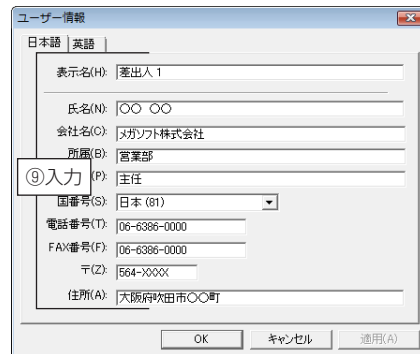 ユーザー情報
日本語 英語
表示名(H): 差出人 1
氏名(N): 〇〇 〇〇
会社名(C): メガソフト株式会社
所属(B): 営業部
⑨入力 (P): 主任
国番号(S): 日本 (81)
電話番号(T): 06-6386-0000
FAX番号(F): 06-6386-0000
〒(Z): 564-XXXX
住所(A): 大阪府吹田市〇〇町
OK キャンセル 適用(A)